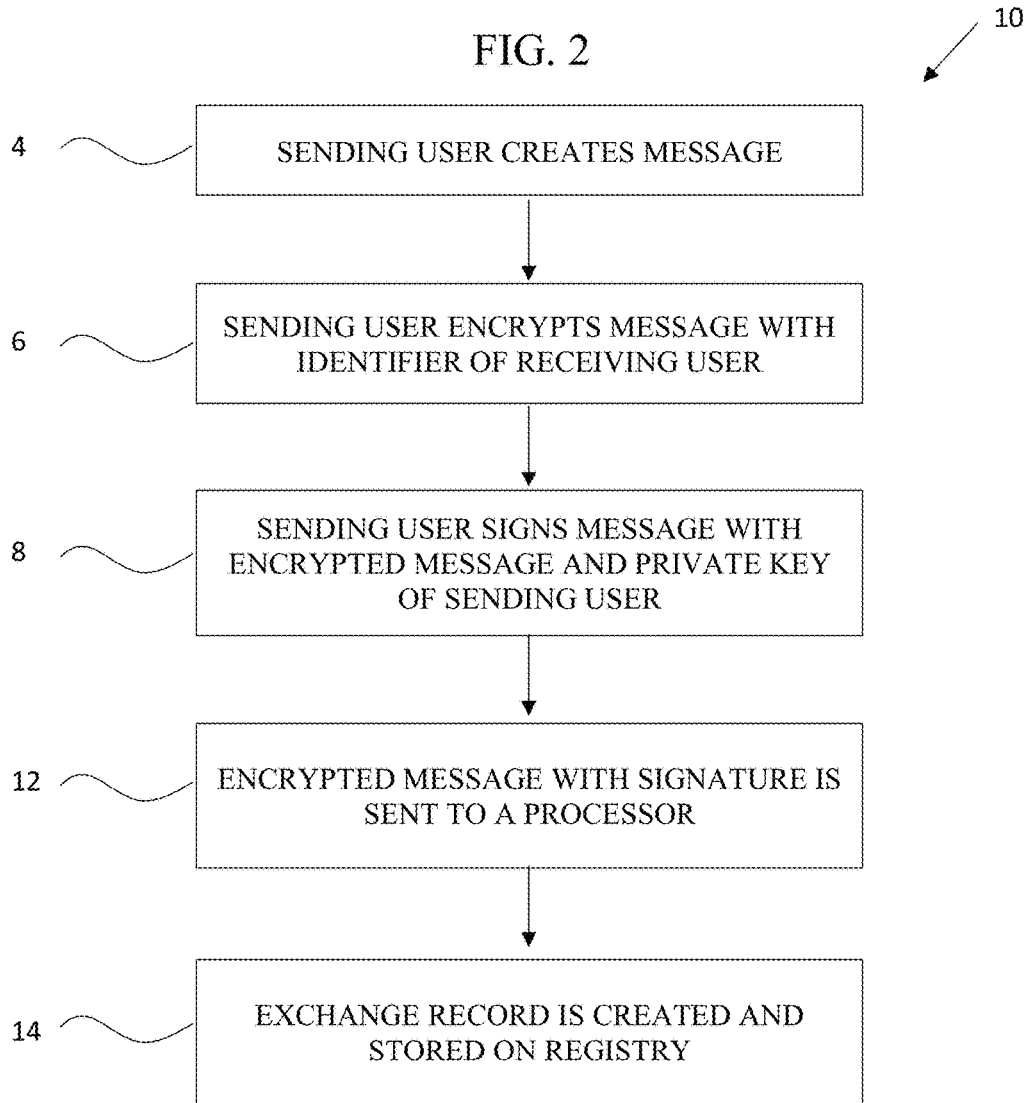 10
FIG. 2
4
SENDING USER CREATES MESSAGE
6
SENDING USER ENCRYPTS MESSAGE WITH
IDENTIFIER OF RECEIVING USER
8
SENDING USER SIGNS MESSAGE WITH
ENCRYPTED MESSAGE AND PRIVATE KEY
OF SENDING USER
12
ENCRYPTED MESSAGE WITH SIGNATURE IS
SENT TO A PROCESSOR
14
EXCHANGE RECORD IS CREATED AND
STORED ON REGISTRY